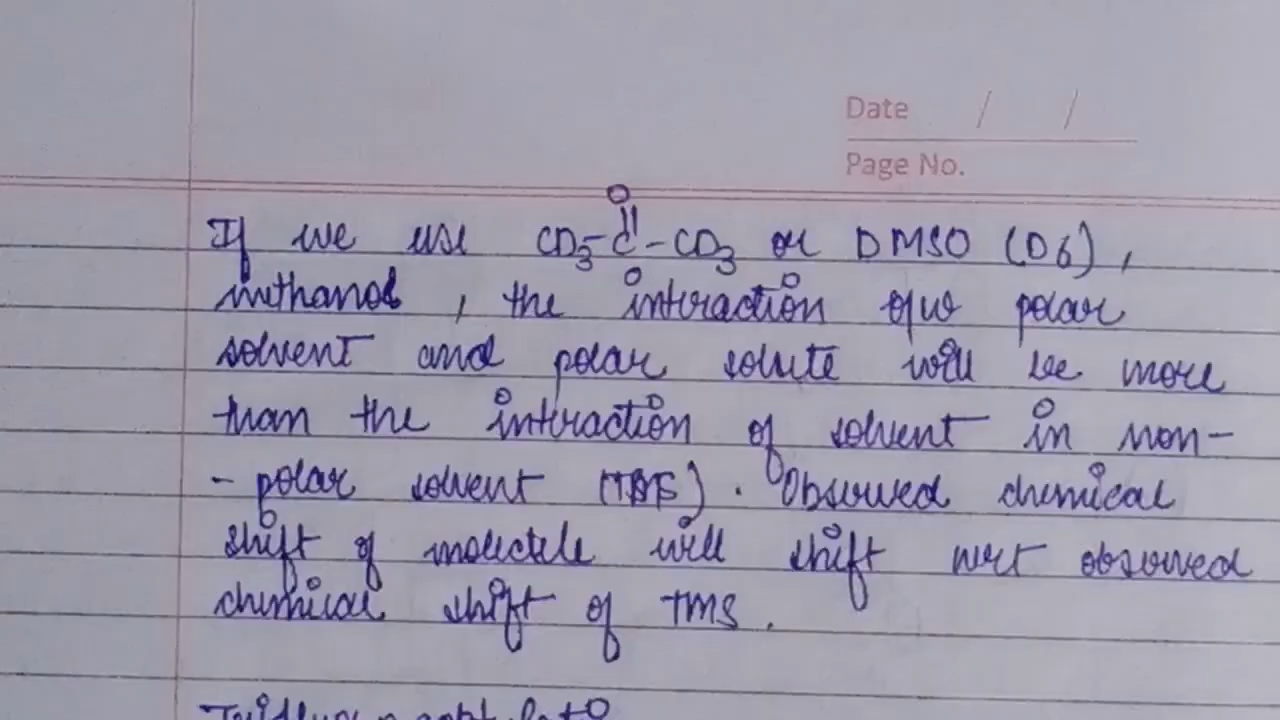 Date / /
Page No.
O
If we use CD3-C-CD3 or DMSO (D6),
methanol, the interaction of polar
solvent and polar solute will be more
than the interaction of solvent in non-
- polar solvent ( ). Observed chemical
shift of molecule will shift wrt observed
chemical shift of TMS.